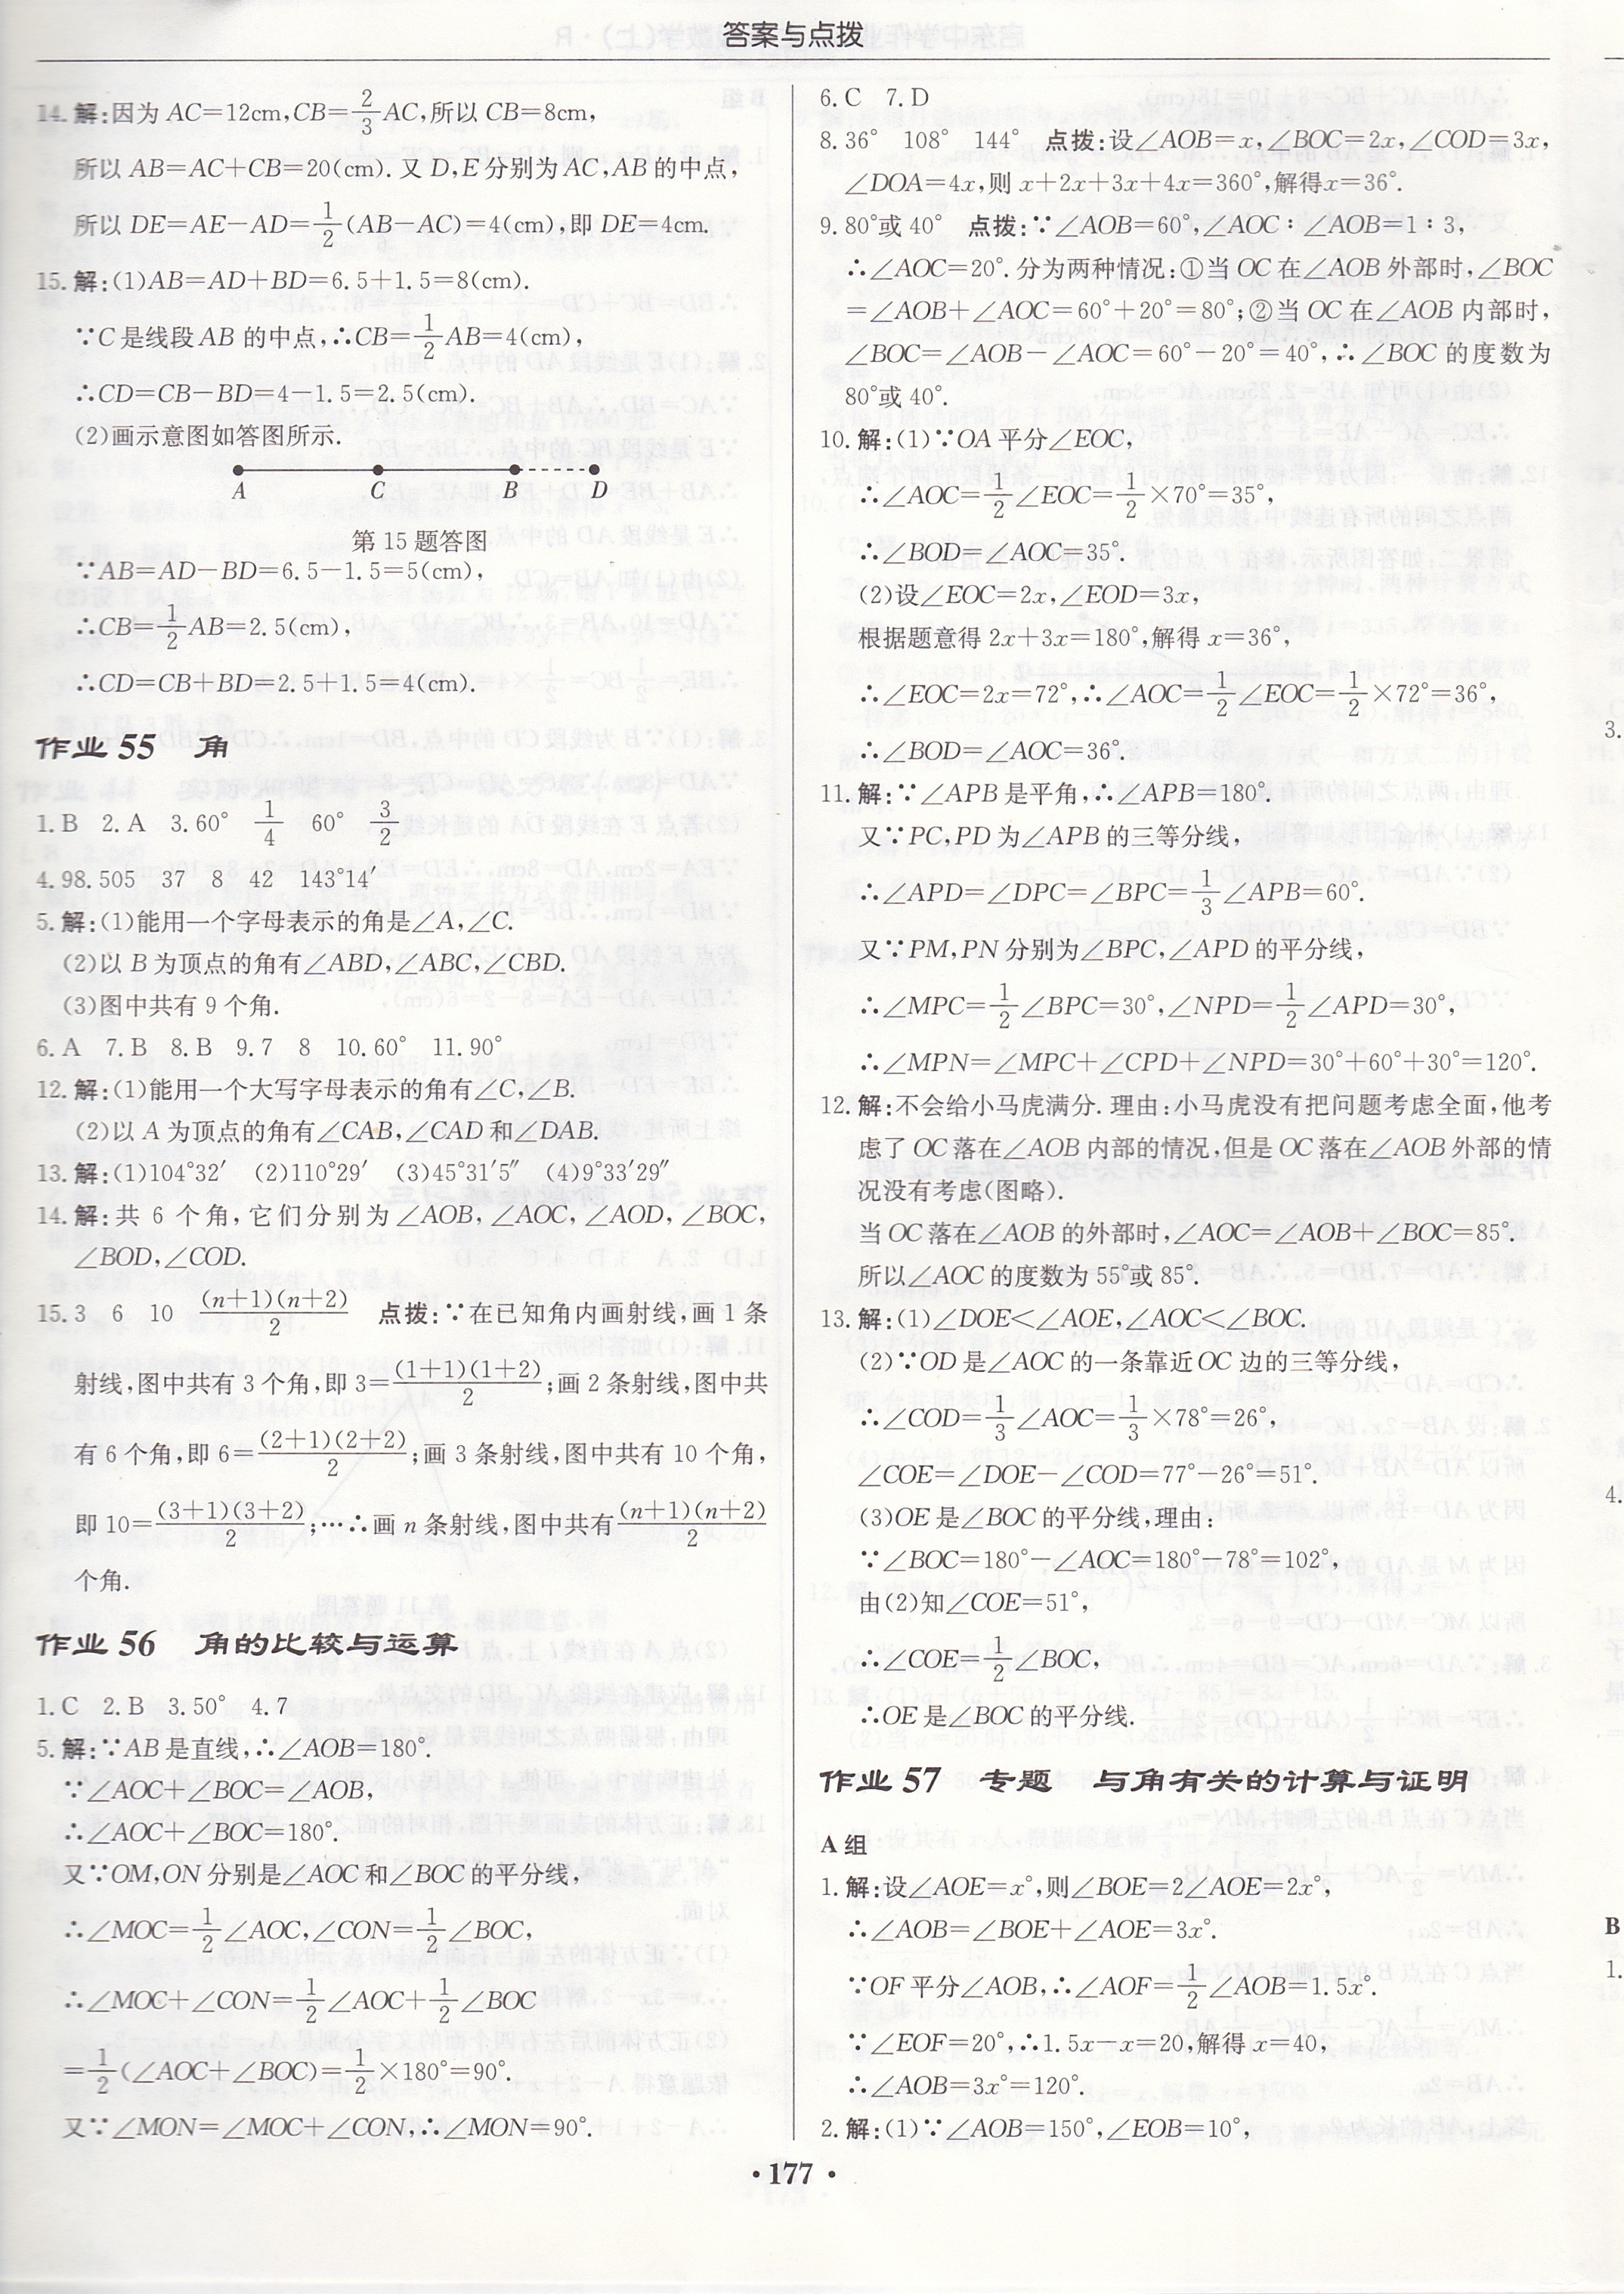 答案与点拨
14. 解:因为 AC=12cm,CB=2/3AC,所以 CB=8cm,
所以 AB=AC+CB=20(cm). 又 D,E 分别为 AC,AB 的中点,
所以 DE=AE-AD=1/2(AB-AC)=4(cm),即 DE=4cm.
15. 解:(1)AB=AD+BD=6.5+1.5=8(cm).
∵C 是线段 AB 的中点,∴CB=1/2AB=4(cm),
∴CD=CB-BD=4-1.5=2.5(cm).
(2)画示意图如答图所示.
A C B D
第 15 题答图
∵AB=AD-BD=6.5-1.5=5(cm),
∴CB=1/2AB=2.5(cm),
∴CD=CB+BD=2.5+1.5=4(cm).
作业 55 角
1. B 2. A 3. 60° 1/4 60° 3/2
4. 98.505 37 8 42 143°14′
5. 解:(1)能用一个字母表示的角是∠A,∠C.
(2)以 B 为顶点的角有∠ABD,∠ABC,∠CBD.
(3)图中共有 9 个角.
6. A 7. B 8. B 9. 7 8 10. 60° 11. 90°
12. 解:(1)能用一个大写字母表示的角有∠C,∠B.
(2)以 A 为顶点的角有∠CAB,∠CAD 和∠DAB.
13. 解:(1)104°32′ (2)110°29′ (3)45°31′5″ (4)9°33′29″
14. 解:共 6 个角,它们分别为∠AOB,∠AOC,∠AOD,∠BOC,
∠BOD,∠COD.
15. 3 6 10 (n+1)(n+2)/2 点拨:∵在已知角内画射线,画 1 条
射线,图中共有 3 个角,即 3=(1+1)(1+2)/2;画 2 条射线,图中共
有 6 个角,即 6=(2+1)(2+2)/2;画 3 条射线,图中共有 10 个角,
即 10=(3+1)(3+2)/2;…∴画 n 条射线,图中共有(n+1)(n+2)/2
个角.
作业 56 角的比较与运算
1. C 2. B 3. 50° 4. 7
5. 解:∵AB 是直线,∴∠AOB=180°.
∵∠AOC+∠BOC=∠AOB,
∴∠AOC+∠BOC=180°.
又∵OM,ON 分别是∠AOC 和∠BOC 的平分线,
∴∠MOC=1/2∠AOC,∠CON=1/2∠BOC,
∴∠MOC+∠CON=1/2∠AOC+1/2∠BOC
=1/2(∠AOC+∠BOC)=1/2×180°=90°.
又∵∠MON=∠MOC+∠CON,∴∠MON=90°.
6. C 7. D
8. 36° 108° 144° 点拨:设∠AOB=x,∠BOC=2x,∠COD=3x,
∠DOA=4x,则 x+2x+3x+4x=360°,解得x=36°.
9. 80°或 40° 点拨:∵∠AOB=60°,∠AOC∶∠AOB=1∶3,
∴∠AOC=20°. 分为两种情况:①当 OC 在∠AOB 外部时,∠BOC
=∠AOB+∠AOC=60°+20°=80°;②当 OC 在∠AOB 内部时,
∠BOC=∠AOB-∠AOC=60°-20°=40°,∴∠BOC 的度数为
80°或 40°.
10. 解:(1)∵OA 平分∠EOC,
∴∠AOC=1/2∠EOC=1/2×70°=35°,
∴∠BOD=∠AOC=35°.
(2)设∠EOC=2x,∠EOD=3x,
根据题意得 2x+3x=180°,解得 x=36°,
∴∠EOC=2x=72°,∴∠AOC=1/2∠EOC=1/2×72°=36°,
∴∠BOD=∠AOC=36°.
11. 解:∵∠APB 是平角,∴∠APB=180°.
又∵PC,PD 为∠APB 的三等分线,
∴∠APD=∠DPC=∠BPC=1/3∠APB=60°.
又∵PM,PN 分别为∠BPC,∠APD 的平分线,
∴∠MPC=1/2∠BPC=30°,∠NPD=1/2∠APD=30°,
∴∠MPN=∠MPC+∠CPD+∠NPD=30°+60°+30°=120°.
12. 解:不会给小马虎满分. 理由:小马虎没有把问题考虑全面,他考
虑了 OC 落在∠AOB 内部的情况,但是 OC 落在∠AOB 外部的情
况没有考虑(图略).
当 OC 落在∠AOB 的外部时,∠AOC=∠AOB+∠BOC=85°.
所以∠AOC 的度数为 55°或 85°.
13. 解:(1)∠DOE<∠AOE,∠AOC<∠BOC.
(2)∵OD 是∠AOC 的一条靠近 OC 边的三等分线,
∴∠COD=1/3∠AOC=1/3×78°=26°,
∠COE=∠DOE-∠COD=77°-26°=51°.
(3)OE 是∠BOC 的平分线,理由:
∵∠BOC=180°-∠AOC=180°-78°=102°,
由(2)知∠COE=51°,
∴∠COE=1/2∠BOC,
∴OE 是∠BOC 的平分线.
作业 57 专题 与角有关的计算与证明
A 组
1. 解:设∠AOE=x°,则∠BOE=2∠AOE=2x°,
∴∠AOB=∠BOE+∠AOE=3x°.
∵OF 平分∠AOB,∴∠AOF=1/2∠AOB=1.5x°.
∵∠EOF=20°,∴1.5x-x=20,解得 x=40,
∴∠AOB=3x°=120°.
2. 解:(1)∵∠AOB=150°,∠EOB=10°,
· 177 ·
3.
4.
B
1.